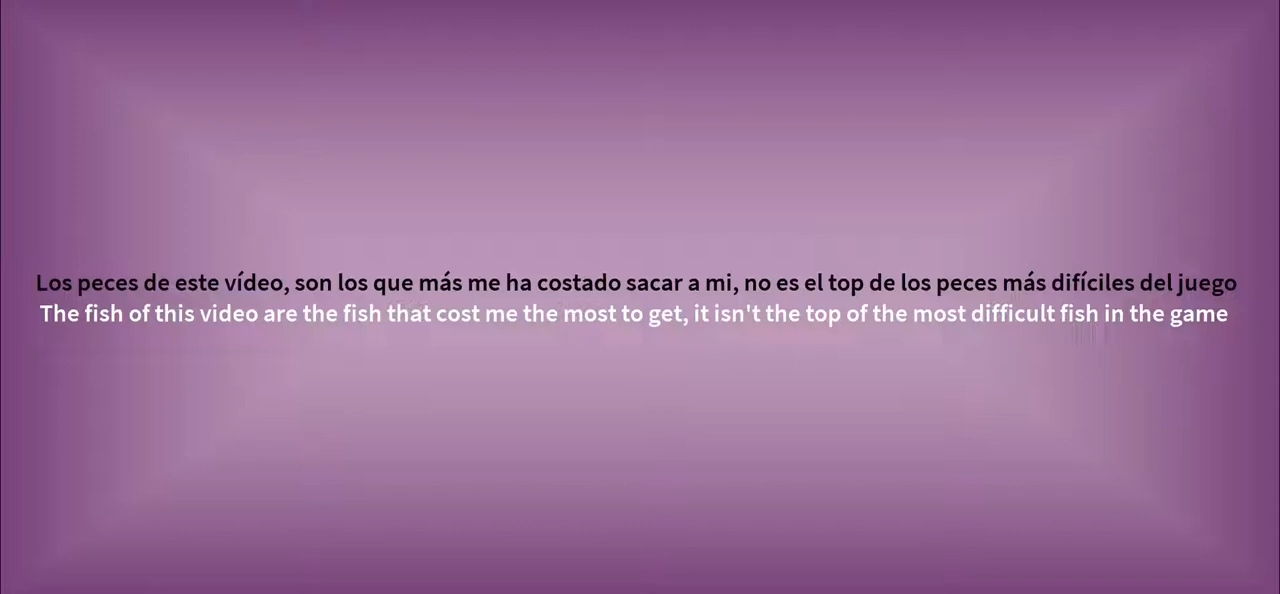 Los peces de este vídeo, son los que más me ha costado sacar a mi, no es el top de los peces más difíciles del juego
The fish of this video are the fish that cost me the most to get, it isn't the top of the most difficult fish in the game